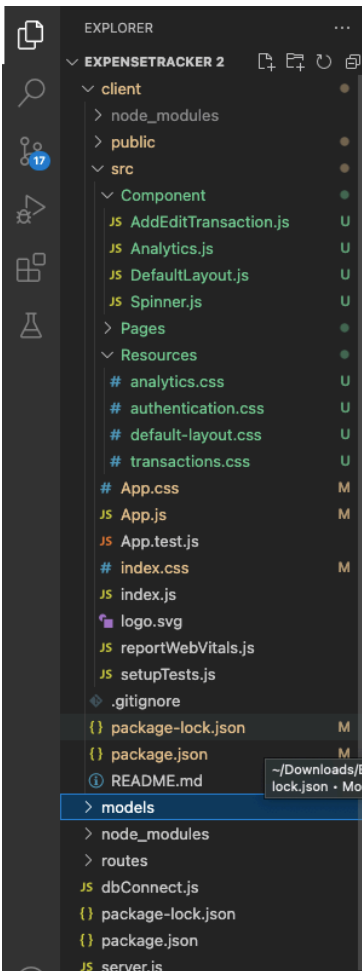 EXPLORER
EXPENSETRACKER 2
client
node_modules
public
17
src
Component
JS AddEditTransaction.js U
JS Analytics.js U
JS DefaultLayout.js U
JS Spinner.js U
Pages
Resources
# analytics.css U
# authentication.css U
# default-layout.css U
# transactions.css U
# App.css M
JS App.js M
JS App.test.js
# index.css M
JS index.js
logo.svg
JS reportWebVitals.js
JS setupTests.js
.gitignore
{} package-lock.json M
{} package.json M
README.md
~/Downloads/E
lock.json • Mo
models
node_modules
routes
JS dbConnect.js
{} package-lock.json
{} package.json
JS server.js